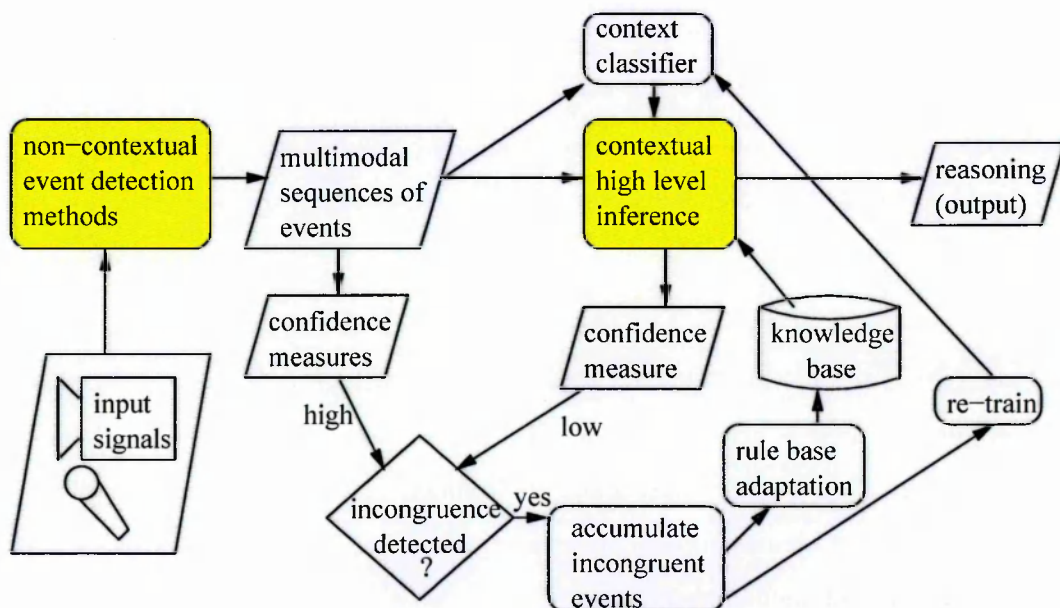 context
classifier
non-contextual
event detection
methods
multimodal
sequences of
events
contextual
high level
inference
reasoning
(output)
confidence
measures
confidence
measure
knowledge
base
input
signals
high
low
re-train
rule base
adaptation
incongruence
detected
?
yes
accumulate
incongruent
events